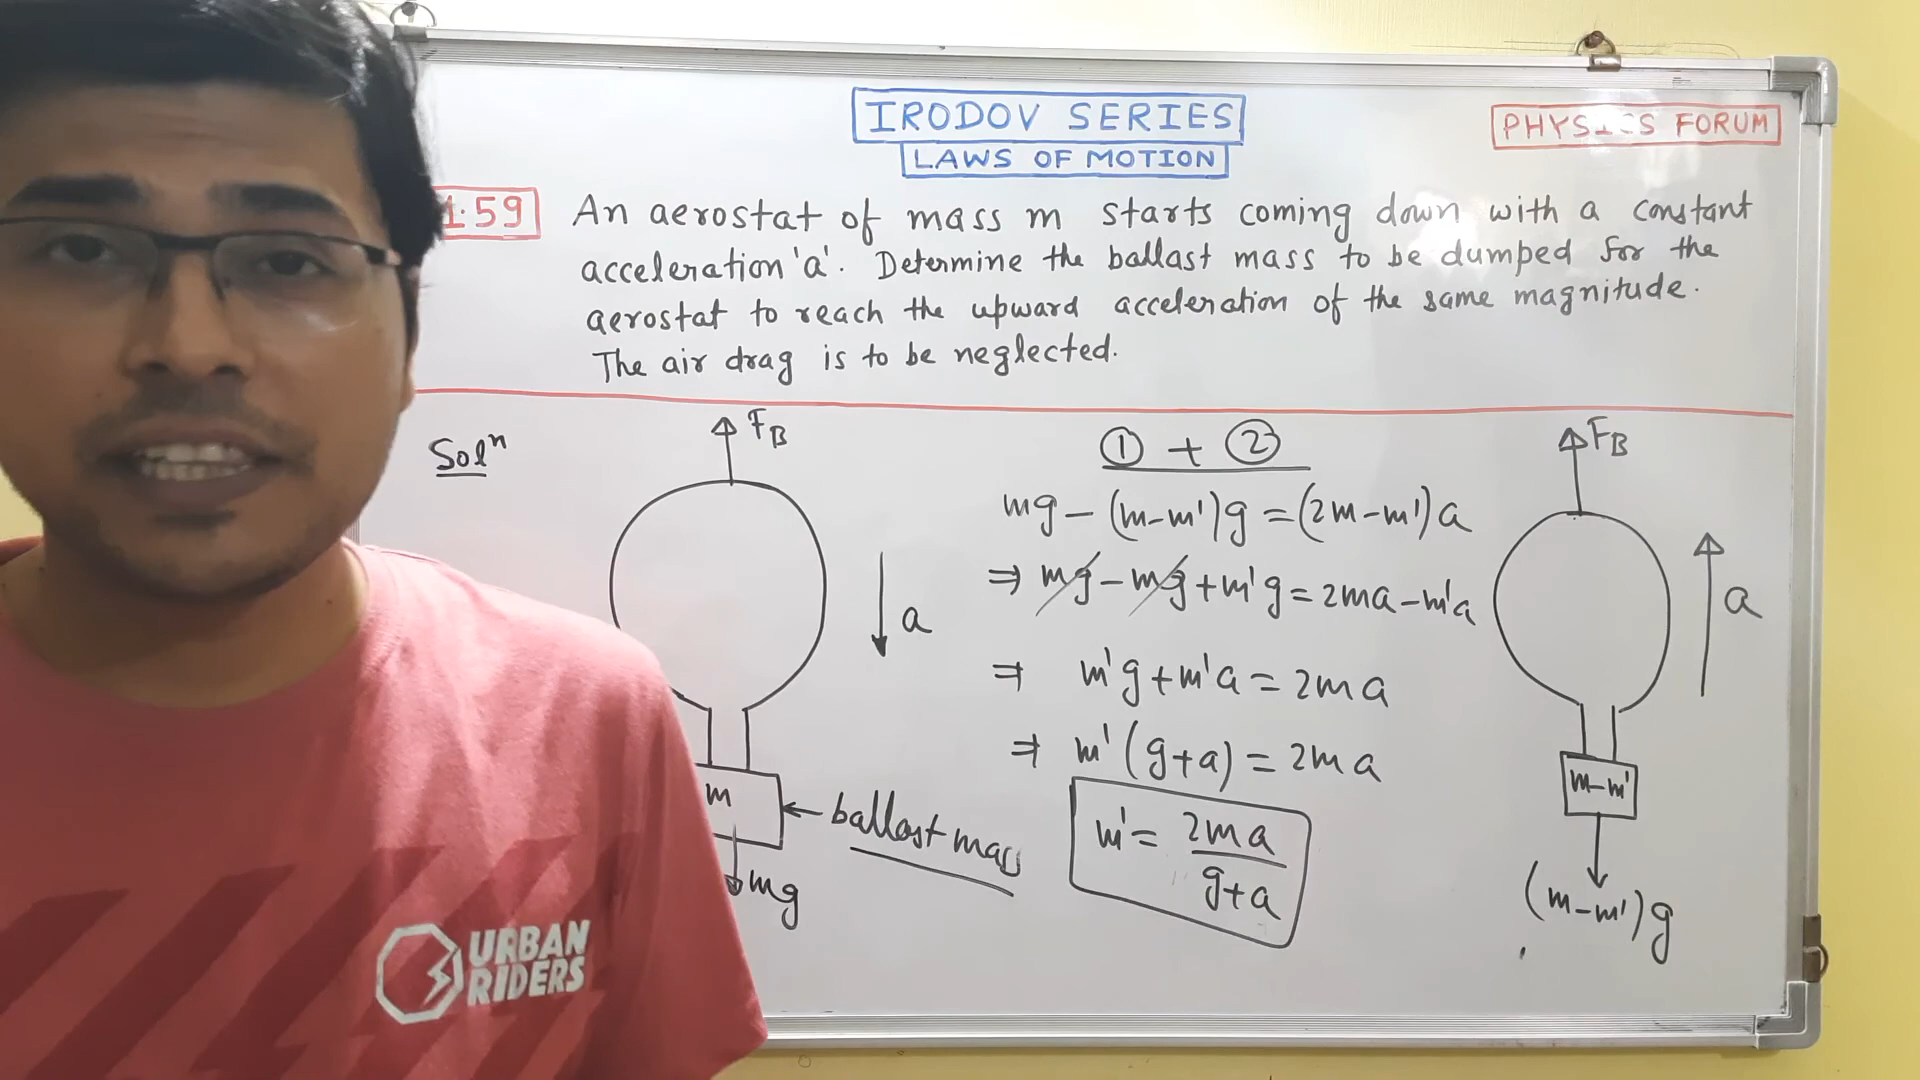 IRODOV SERIES
LAWS OF MOTION
PHYSICS FORUM
1.59 An aerostat of mass m starts coming down with a constant
acceleration 'a'. Determine the ballast mass to be dumped for the
aerostat to reach the upward acceleration of the same magnitude.
The air drag is to be neglected.
Solⁿ
F_B
a
m
ballast mass
mg
① + ②
mg – (m–m')g = (2m–m')a
⇒ mg – mg + m'g = 2ma – m'a
⇒ m'g + m'a = 2ma
⇒ m'(g+a) = 2ma
m' = 2ma / g+a
F_B
a
m–m'
(m–m')g
URBAN
RIDERS